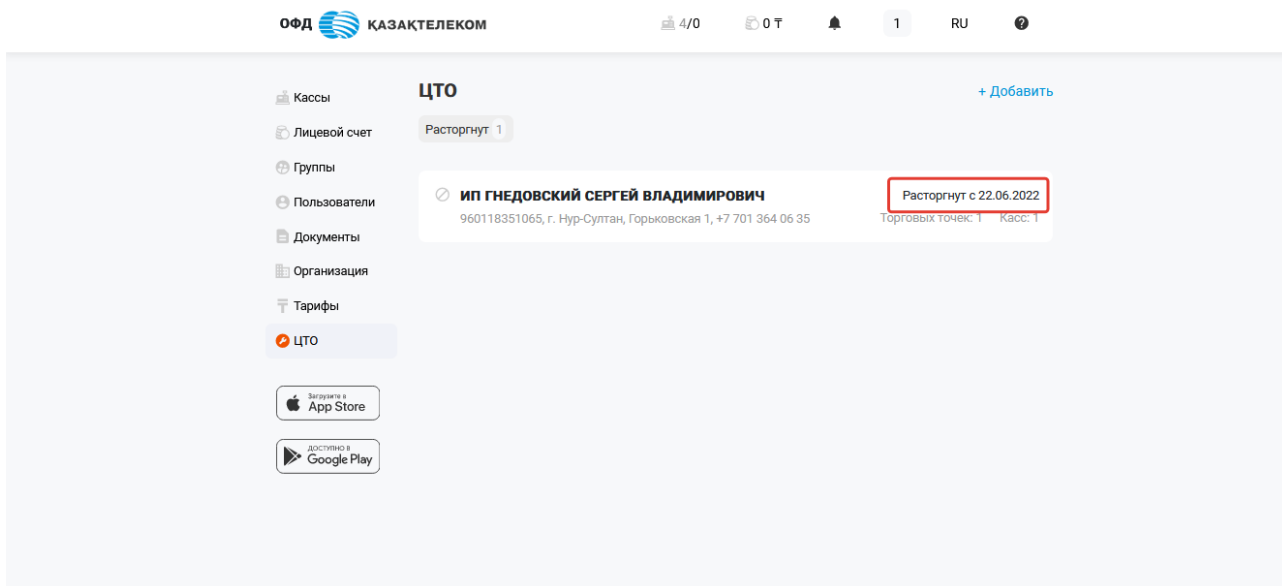 ОФД ҚАЗАҚТЕЛЕКОМ 4/0 0 ₸ 1 RU ?
Кассы
Лицевой счет
Группы
Пользователи
Документы
Организация
Тарифы
ЦТО
Загрузите в
App Store
ДОСТУПНО В
Google Play
ЦТО
+ Добавить
Расторгнут 1
ИП ГНЕДОВСКИЙ СЕРГЕЙ ВЛАДИМИРОВИЧ
Расторгнут с 22.06.2022
960118351065, г. Нур-Султан, Горьковская 1, +7 701 364 06 35
Торговых точек: 1 Касс: 1